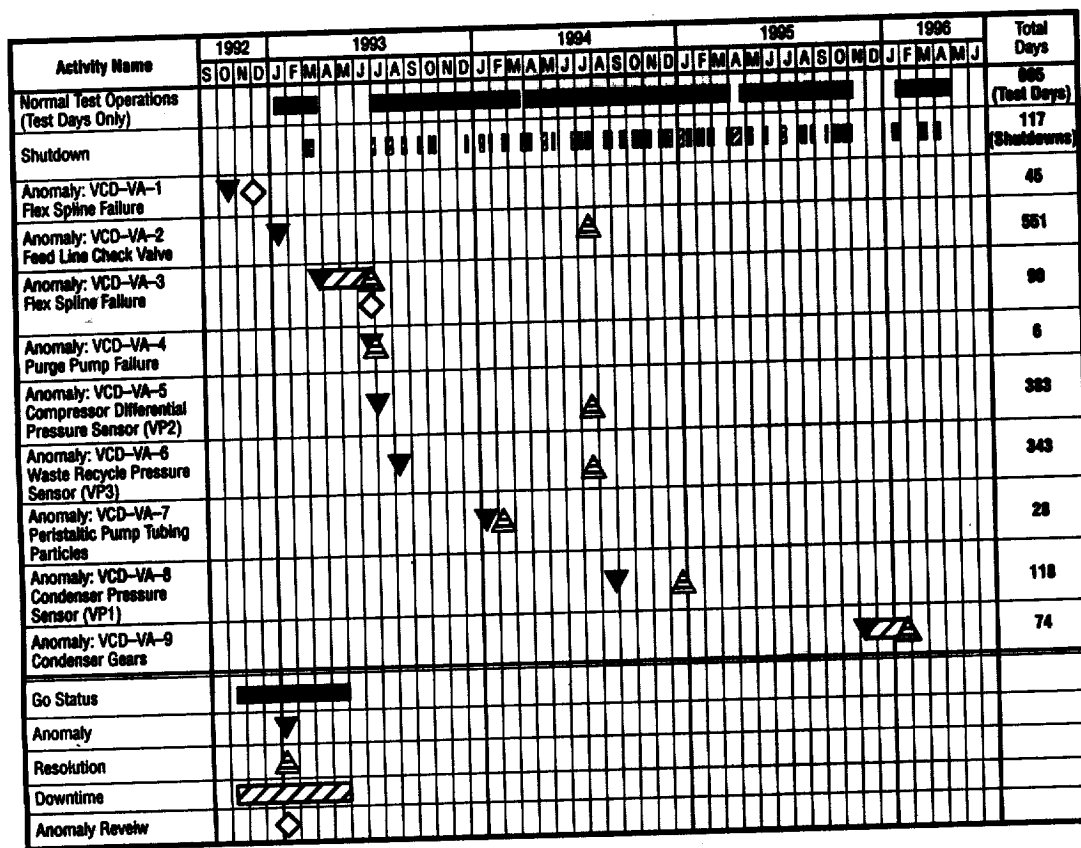 Activity Name
1992
1993
1994
1995
1996
Total
Days
S O N D J F M A M J J A S O N D J F M A M J J A S O N D J F M A M J J A S O N D J F M A M J
Normal Test Operations
(Test Days Only)
(Test Days)
Shutdown
117
(Shutdowns)
Anomaly: VCD–VA–1
Flex Spline Failure
45
Anomaly: VCD–VA–2
Feed Line Check Valve
551
Anomaly: VCD–VA–3
Flex Spline Failure
Anomaly: VCD–VA–4
Purge Pump Failure
6
Anomaly: VCD–VA–5
Compressor Differential
Pressure Sensor (VP2)
383
Anomaly: VCD–VA–6
Waste Recycle Pressure
Sensor (VP3)
343
Anomaly: VCD–VA–7
Peristaltic Pump Tubing
Particles
28
Anomaly: VCD–VA–8
Condenser Pressure
Sensor (VP1)
118
Anomaly: VCD–VA–9
Condenser Gears
74
Go Status
Anomaly
Resolution
Downtime
Anomaly Reveiw